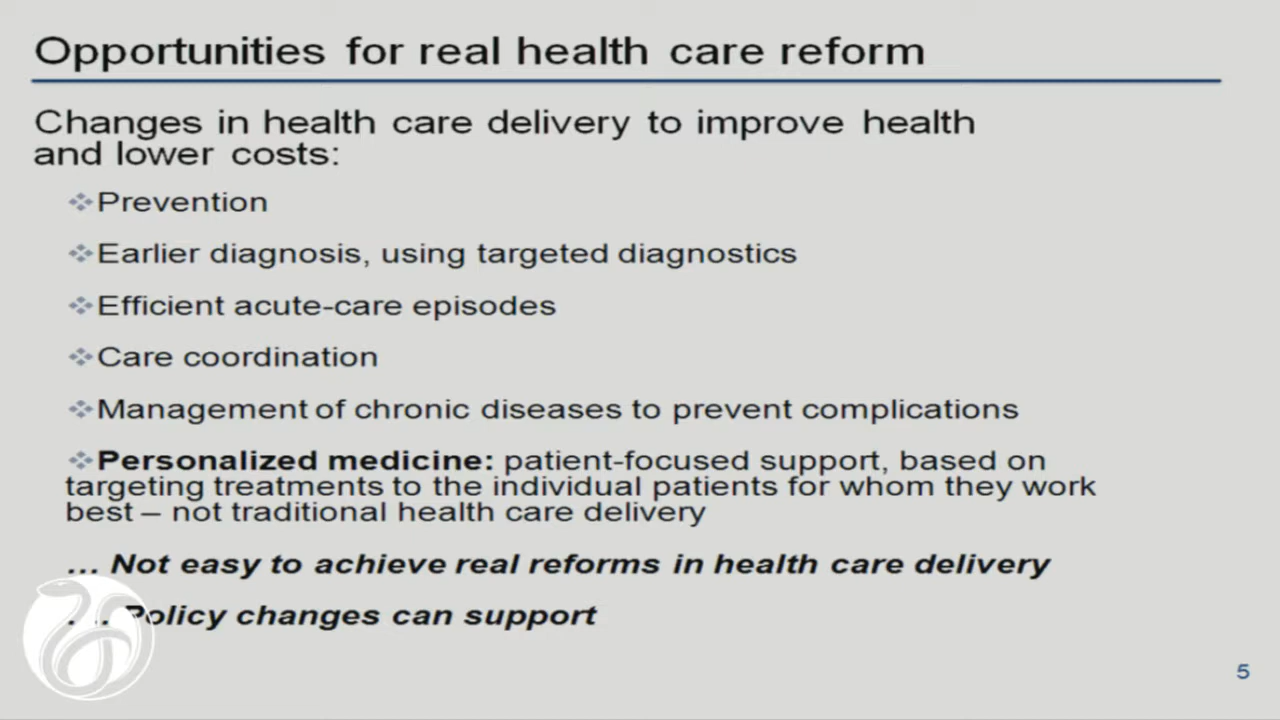 Opportunities for real health care reform
Changes in health care delivery to improve health
and lower costs:
❖Prevention
❖Earlier diagnosis, using targeted diagnostics
❖Efficient acute-care episodes
❖Care coordination
❖Management of chronic diseases to prevent complications
❖Personalized medicine: patient-focused support, based on
targeting treatments to the individual patients for whom they work
best – not traditional health care delivery
… Not easy to achieve real reforms in health care delivery
… Policy changes can support
5